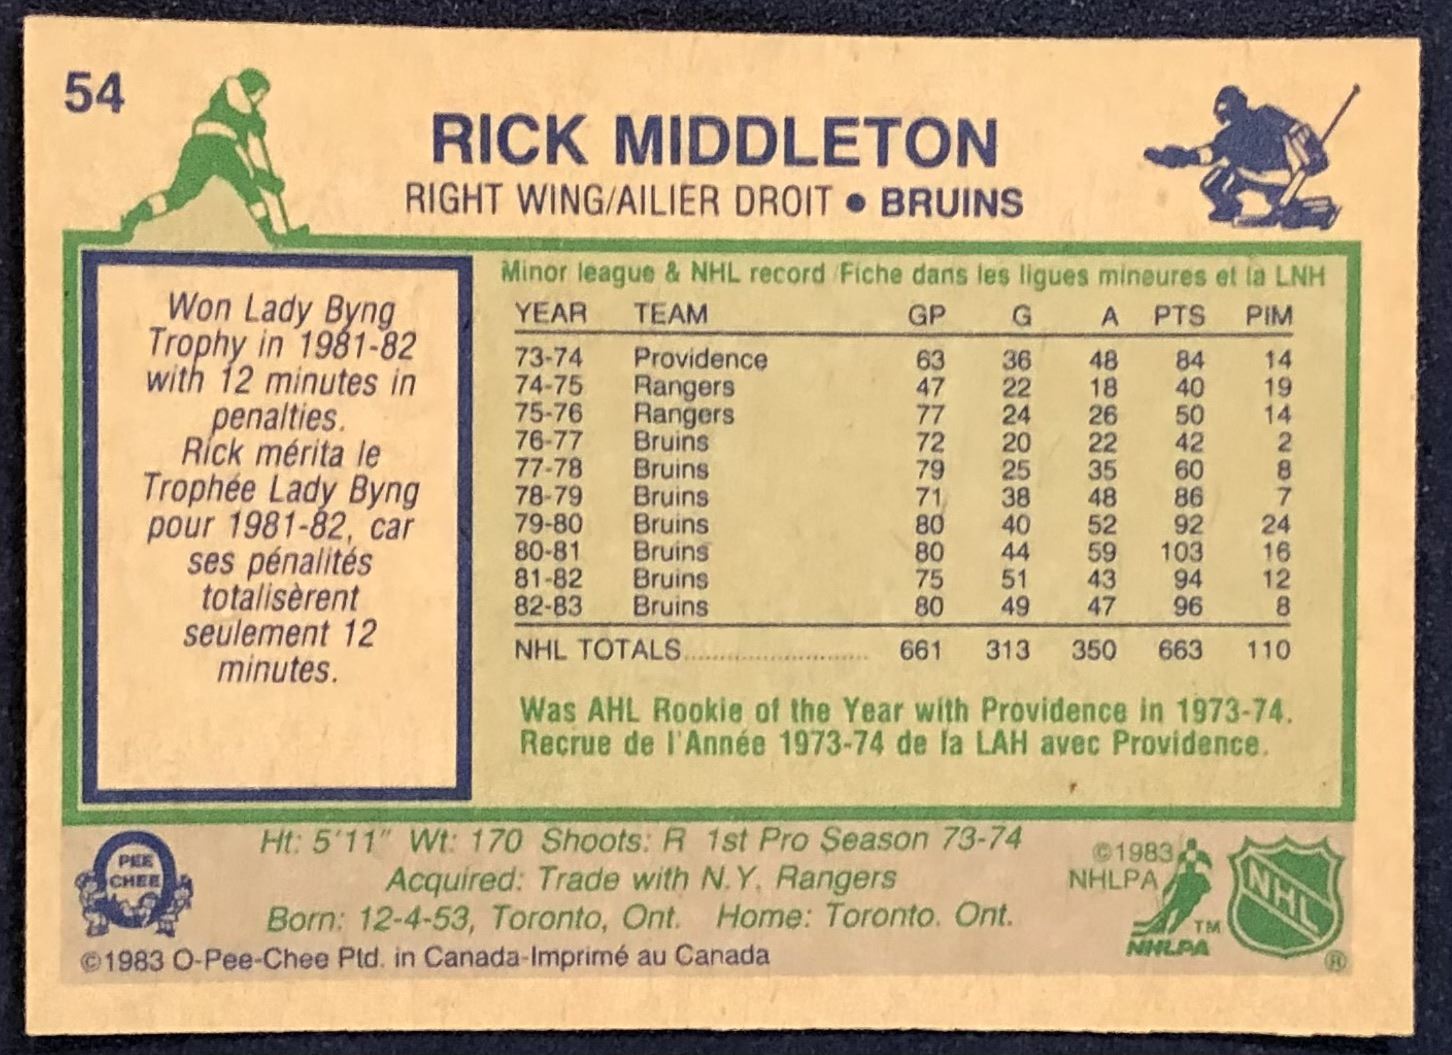 54
RICK MIDDLETON
RIGHT WING/AILIER DROIT • BRUINS
Won Lady Byng
Trophy in 1981-82
with 12 minutes in
penalties.
Rick mérita le
Trophée Lady Byng
pour 1981-82, car
ses pénalités
totalisèrent
seulement 12
minutes.
Minor league & NHL record/Fiche dans les ligues mineures et la LNH
YEAR TEAM GP G A PTS PIM
73-74 Providence 63 36 48 84 14
74-75 Rangers 47 22 18 40 19
75-76 Rangers 77 24 26 50 14
76-77 Bruins 72 20 22 42 2
77-78 Bruins 79 25 35 60 8
78-79 Bruins 71 38 48 86 7
79-80 Bruins 80 40 52 92 24
80-81 Bruins 80 44 59 103 16
81-82 Bruins 75 51 43 94 12
82-83 Bruins 80 49 47 96 8
NHL TOTALS.......................... 661 313 350 663 110
Was AHL Rookie of the Year with Providence in 1973-74.
Recrue de l'Année 1973-74 de la LAH avec Providence.
O
PEE
CHEE
Ht: 5'11" Wt: 170 Shoots: R 1st Pro Season 73-74
Acquired: Trade with N.Y. Rangers
Born: 12-4-53, Toronto, Ont. Home: Toronto. Ont.
©1983 O-Pee-Chee Ptd. in Canada-Imprimé au Canada
©1983
NHLPA
TM
NHLPA
NHL
®